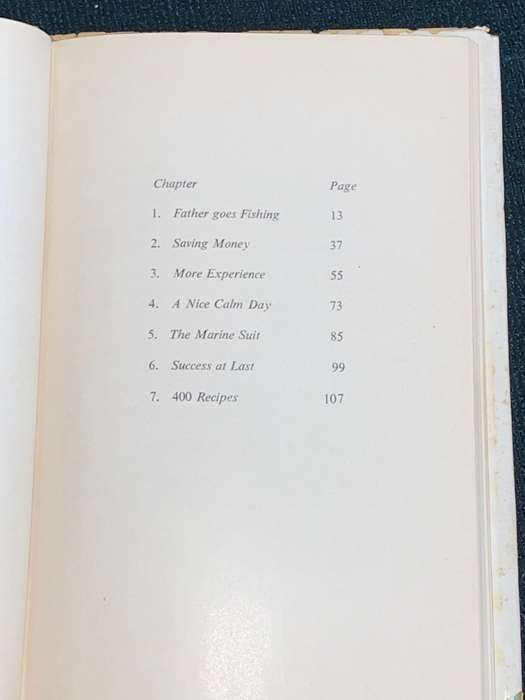 Chapter Page
1. Father goes Fishing 13
2. Saving Money 37
3. More Experience 55
4. A Nice Calm Day 73
5. The Marine Suit 85
6. Success at Last 99
7. 400 Recipes 107